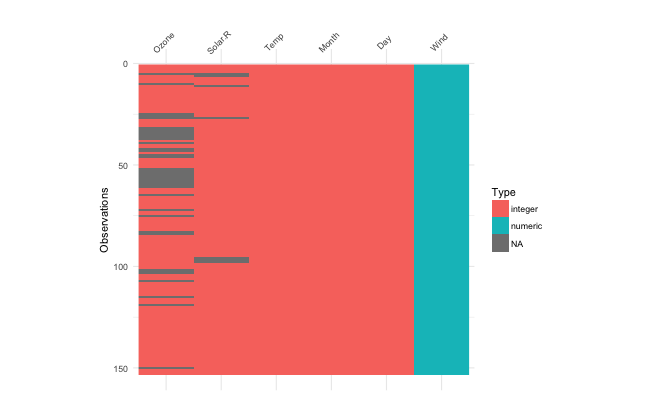 Ozone
Solar.R
Temp
Month
Day
Wind
0
50
100
150
Observations
Type
integer
numeric
NA